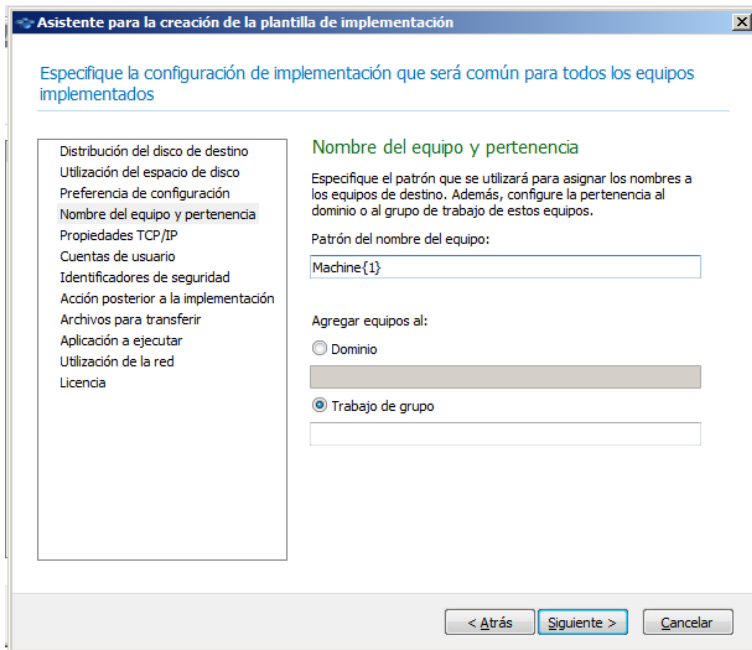 Asistente para la creación de la plantilla de implementación
Especifique la configuración de implementación que será común para todos los equipos
implementados
Distribución del disco de destino
Utilización del espacio de disco
Preferencia de configuración
Nombre del equipo y pertenencia
Propiedades TCP/IP
Cuentas de usuario
Identificadores de seguridad
Acción posterior a la implementación
Archivos para transferir
Aplicación a ejecutar
Utilización de la red
Licencia
Nombre del equipo y pertenencia
Especifique el patrón que se utilizará para asignar los nombres a
los equipos de destino. Además, configure la pertenencia al
dominio o al grupo de trabajo de estos equipos.
Patrón del nombre del equipo:
Machine{1}
Agregar equipos al:
Dominio
Trabajo de grupo
< Atrás
Siguiente >
Cancelar